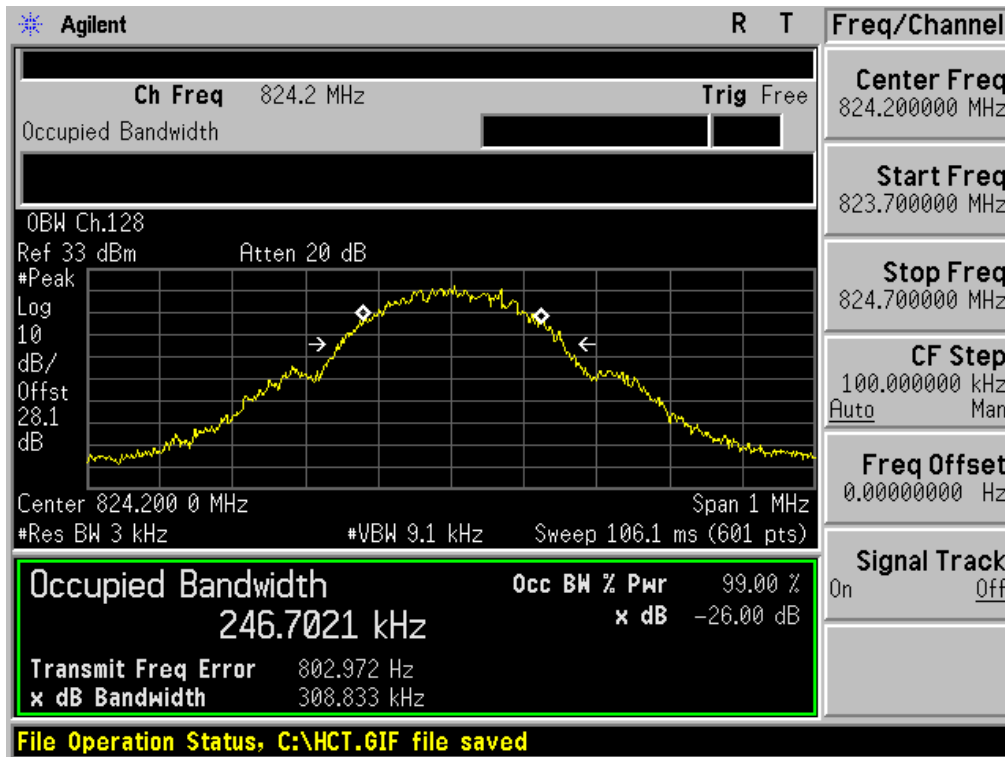 Agilent R T
Freq/Channel
Ch Freq 824.2 MHz Trig Free
Occupied Bandwidth
Center Freq
824.200000 MHz
Start Freq
823.700000 MHz
Stop Freq
824.700000 MHz
CF Step
100.000000 kHz
Auto Man
Freq Offset
0.00000000 Hz
Signal Track
On Off
OBW Ch.128
Ref 33 dBm Atten 20 dB
#Peak
Log
10
dB/
Offst
28.1
dB
Center 824.200 0 MHz Span 1 MHz
#Res BW 3 kHz #VBW 9.1 kHz Sweep 106.1 ms (601 pts)
Occupied Bandwidth
246.7021 kHz
Occ BW % Pwr 99.00 %
x dB -26.00 dB
Transmit Freq Error 802.972 Hz
x dB Bandwidth 308.833 kHz
File Operation Status, C:\HCT.GIF file saved